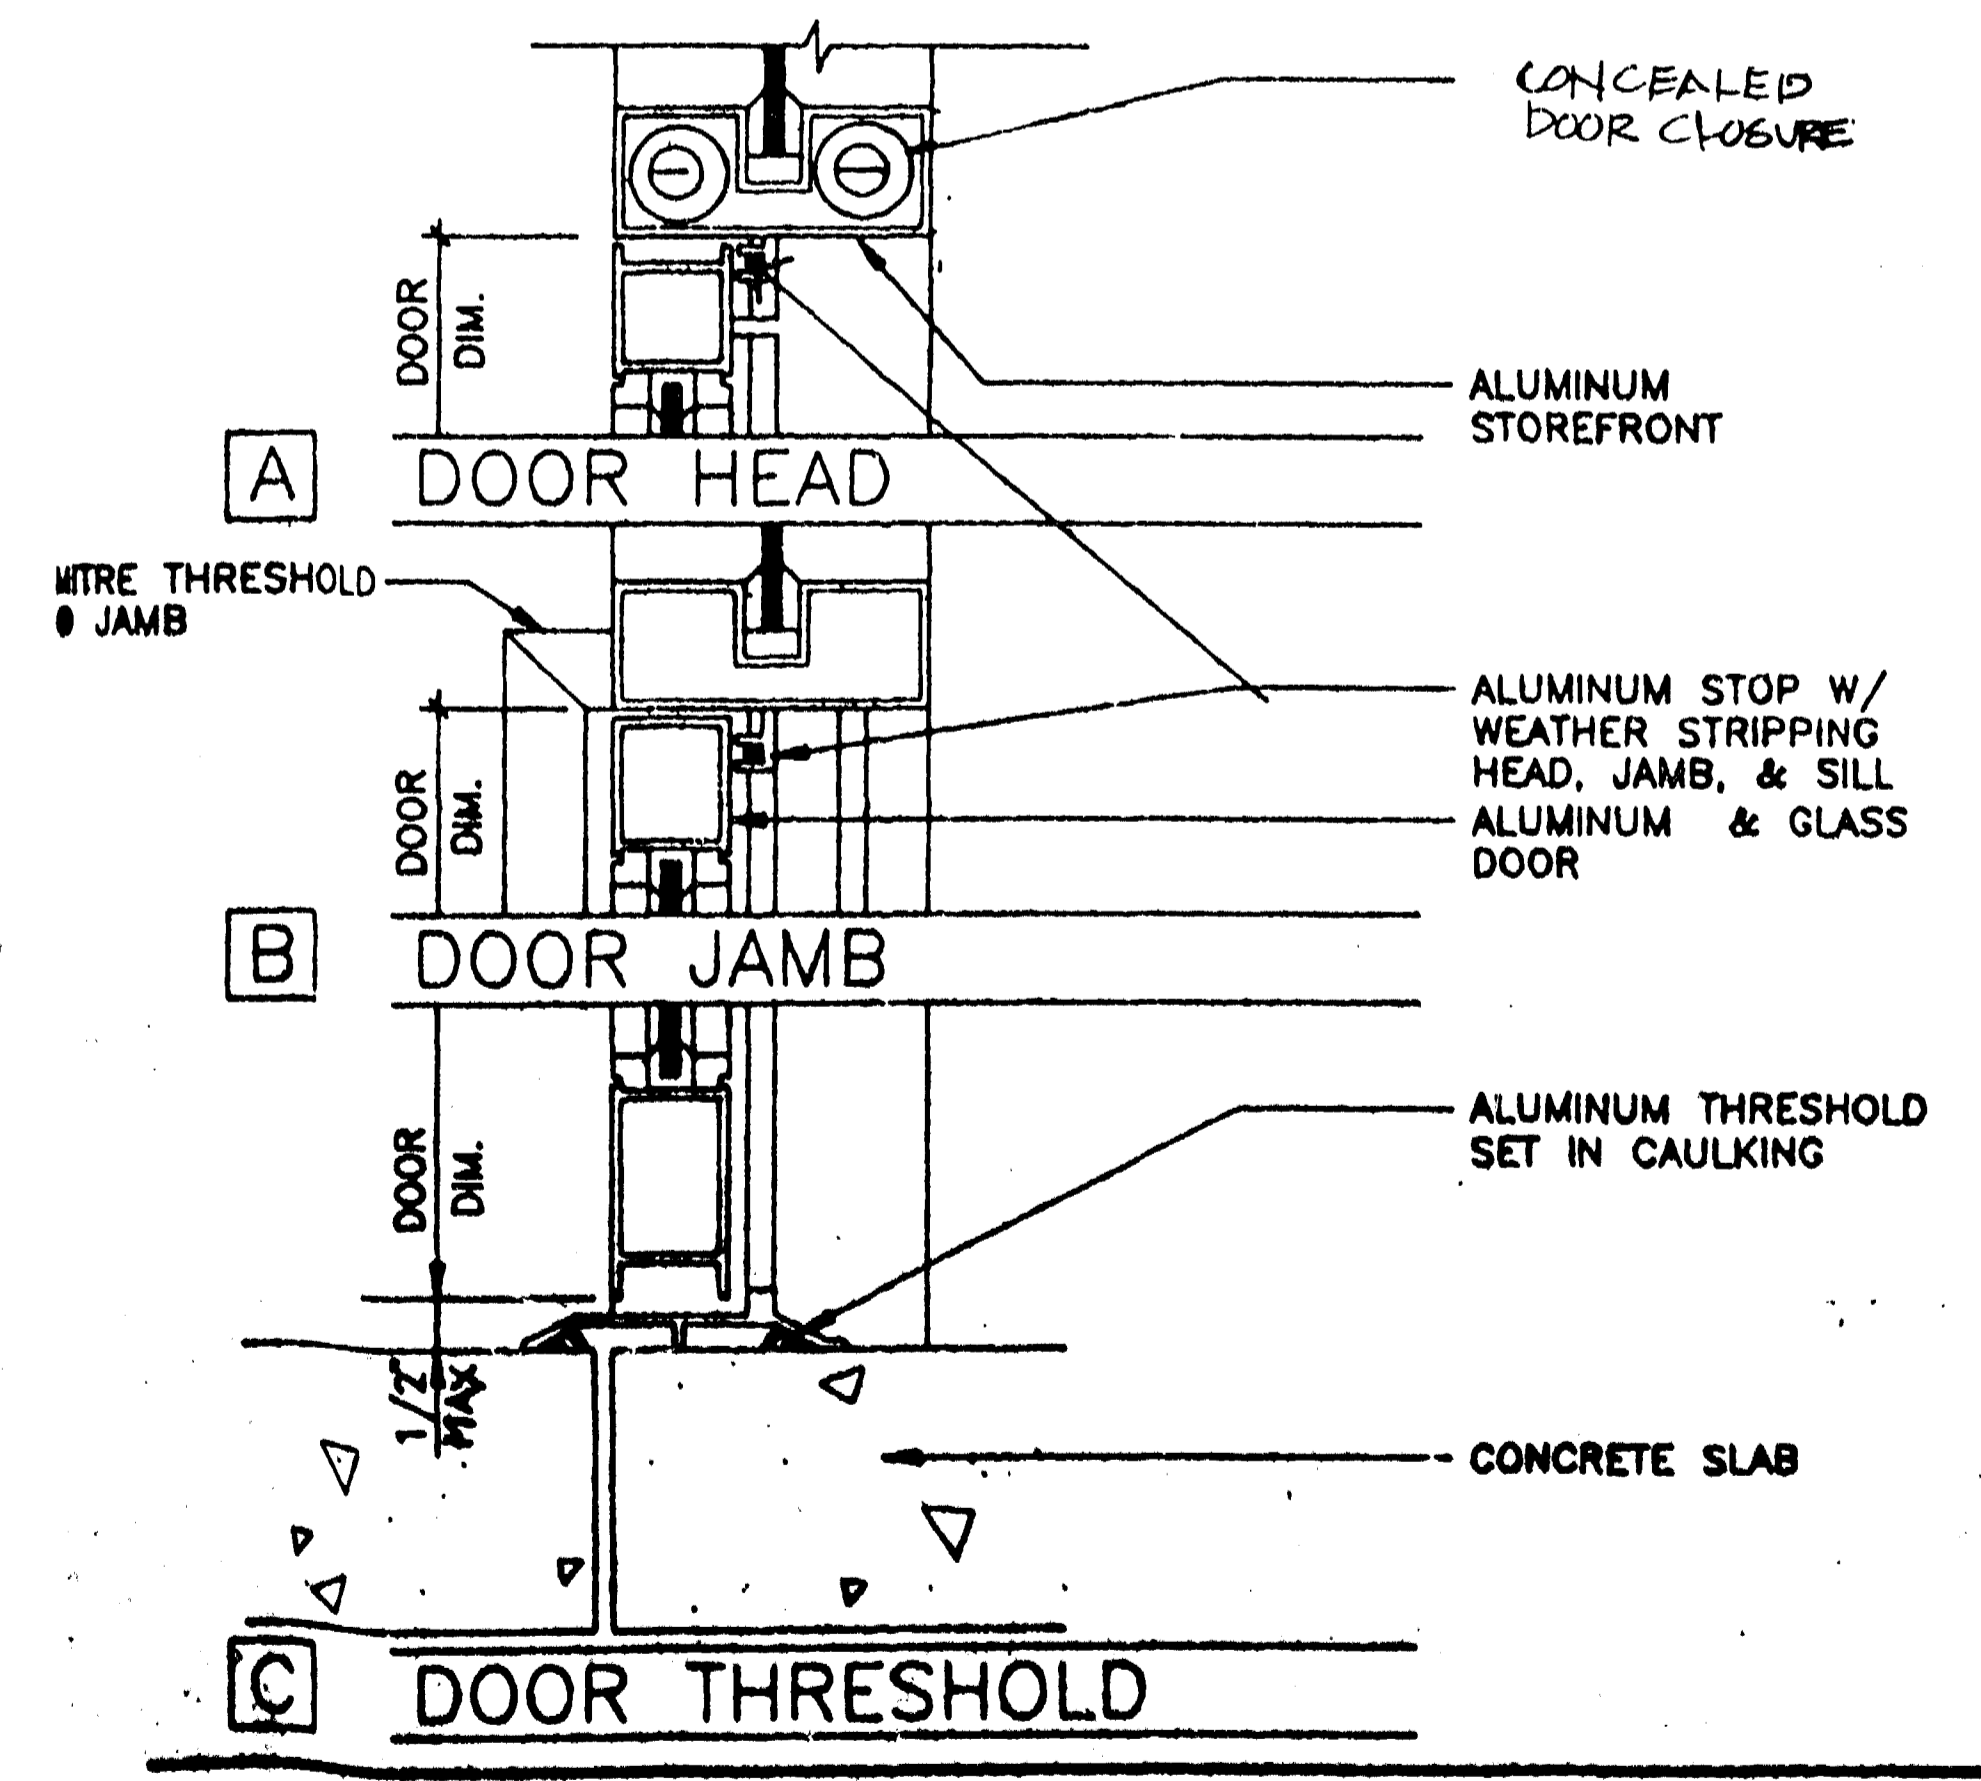 CONCEALED
DOOR CLOSURE
DOOR
DIM.
ALUMINUM
STOREFRONT
A
DOOR HEAD
MITRE THRESHOLD
@ JAMB
ALUMINUM STOP W/
WEATHER STRIPPING
HEAD, JAMB, & SILL
DOOR
DIM.
ALUMINUM & GLASS
DOOR
B
DOOR JAMB
DOOR
DIM.
ALUMINUM THRESHOLD
SET IN CAULKING
1/2"
MAX
CONCRETE SLAB
C
DOOR THRESHOLD